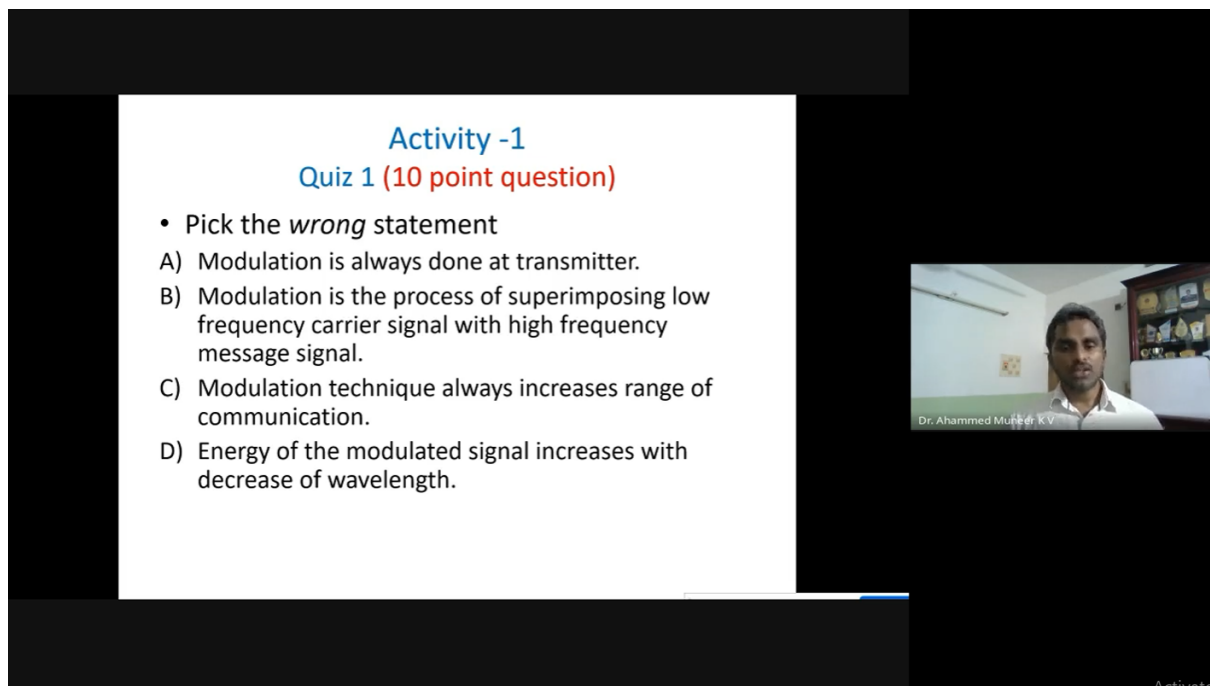 Activity -1
Quiz 1 (10 point question)
• Pick the wrong statement
A) Modulation is always done at transmitter.
B) Modulation is the process of superimposing low
frequency carrier signal with high frequency
message signal.
C) Modulation technique always increases range of
communication.
D) Energy of the modulated signal increases with
decrease of wavelength.
Dr. Ahammed Muneer K V